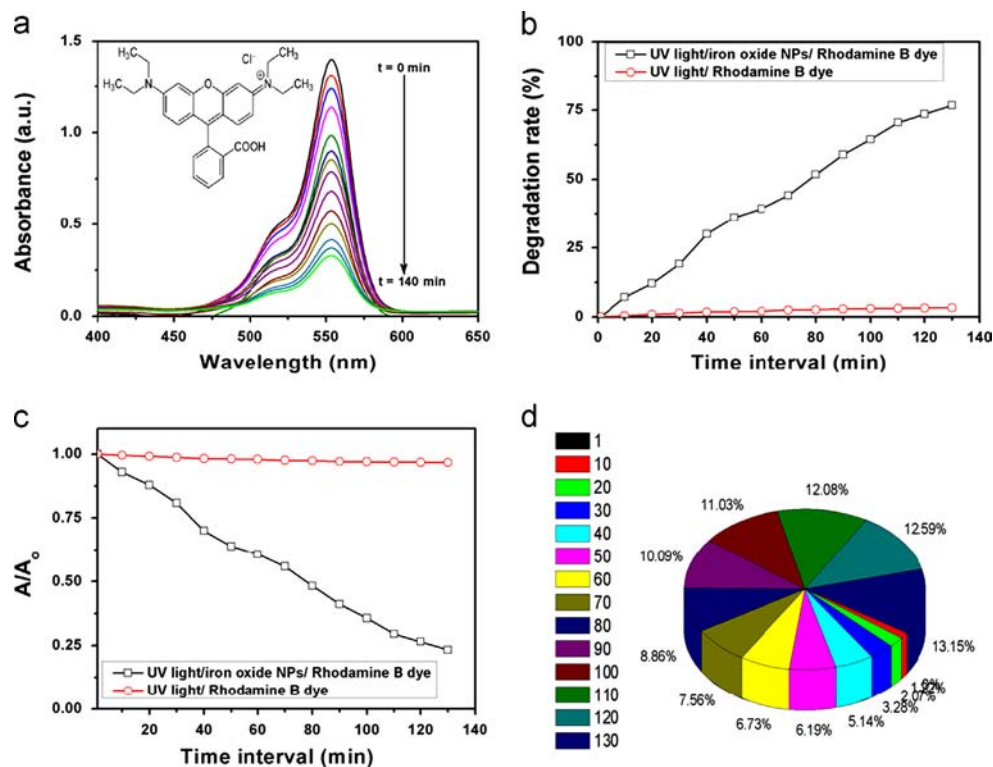 a
1.5
1.0
0.5
0.0
Absorbance (a.u.)
400 450 500 550 600 650
Wavelength (nm)
H₃C
CH₃
Cl⁻
N
O
N
⊕
H₃C
CH₃
COOH
t = 0 min
t = 140 min
b
100
75
50
25
0
Degradation rate (%)
UV light/iron oxide NPs/ Rhodamine B dye
UV light/ Rhodamine B dye
0 20 40 60 80 100 120 140
Time interval (min)
c
1.00
0.75
0.50
0.25
0.00
A/Aₒ
UV light/iron oxide NPs/ Rhodamine B dye
UV light/ Rhodamine B dye
20 40 60 80 100 120 140
Time interval (min)
d
1
10
20
30
40
50
60
70
80
90
100
110
120
130
12.08%
11.03%
12.59%
10.09%
13.15%
8.86%
2.07%
3.28%
7.56%
5.14%
6.73%
6.19%